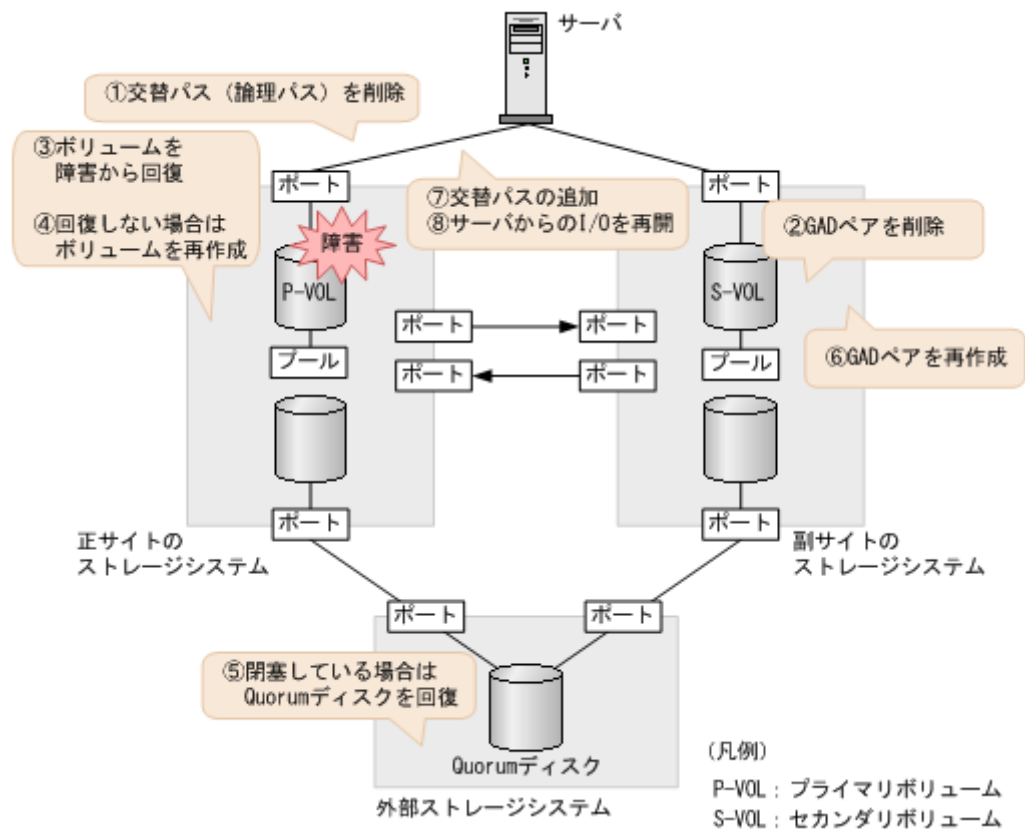 サーバ
①交替パス（論理パス）を削除
③ボリュームを
障害から回復
④回復しない場合は
ボリュームを再作成
ポート
ポート
⑦交替パスの追加
⑧サーバからのI/Oを再開
②GADペアを削除
障害
P-VOL
S-VOL
ポート
ポート
プール
プール
⑥GADペアを再作成
ポート
ポート
ポート
ポート
正サイトの
ストレージシステム
副サイトの
ストレージシステム
ポート
ポート
⑤閉塞している場合は
Quorumディスクを回復
Quorumディスク
外部ストレージシステム
(凡例)
P-VOL：プライマリボリューム
S-VOL：セカンダリボリューム